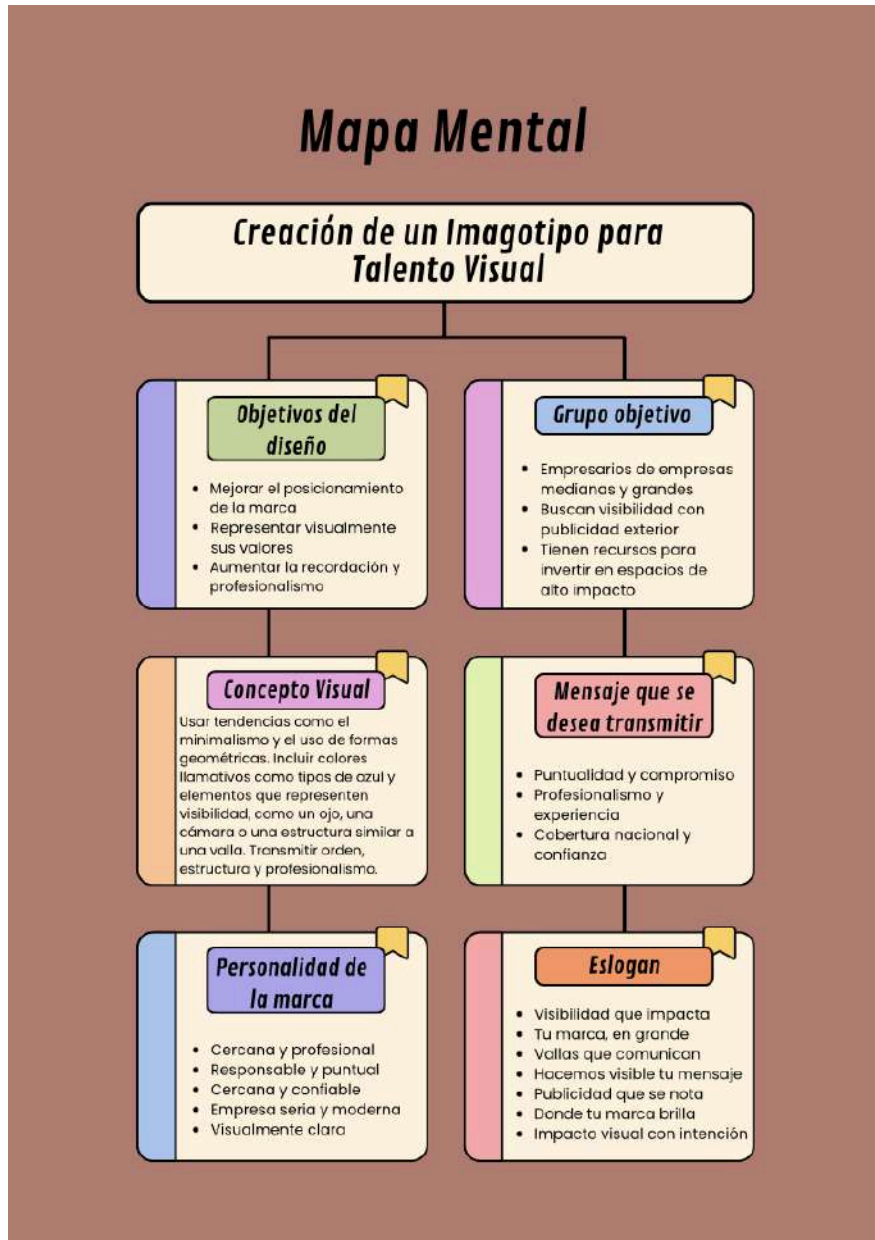 Mapa Mental
Creación de un Imagotipo para
Talento Visual
Objetivos del
diseño
• Mejorar el posicionamiento
de la marca
• Representar visualmente
sus valores
• Aumentar la recordación y
profesionalismo
Grupo objetivo
• Empresarios de empresas
medianas y grandes
• Buscan visibilidad con
publicidad exterior
• Tienen recursos para
invertir en espacios de
alto impacto
Concepto Visual
Usar tendencias como el
minimalismo y el uso de formas
geométricas. Incluir colores
llamativos como tipos de azul y
elementos que representen
visibilidad, como un ojo, una
cámara o una estructura similar a
una valla. Transmitir orden,
estructura y profesionalismo.
Mensaje que se
desea transmitir
• Puntualidad y compromiso
• Profesionalismo y
experiencia
• Cobertura nacional y
confianza
Personalidad de
la marca
• Cercana y profesional
• Responsable y puntual
• Cercana y confiable
• Empresa seria y moderna
• Visualmente clara
Eslogan
• Visibilidad que impacta
• Tu marca, en grande
• Vallas que comunican
• Hacemos visible tu mensaje
• Publicidad que se nota
• Donde tu marca brilla
• Impacto visual con intención